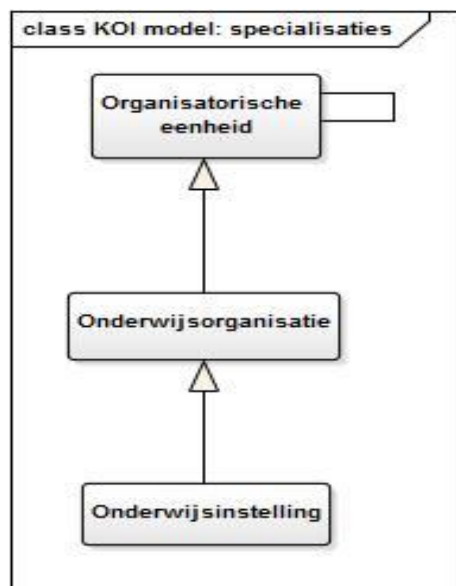 class KOI model: specialisaties
Organisatorische
eenheid
Onderwijsorganisatie
Onderwijsinstelling